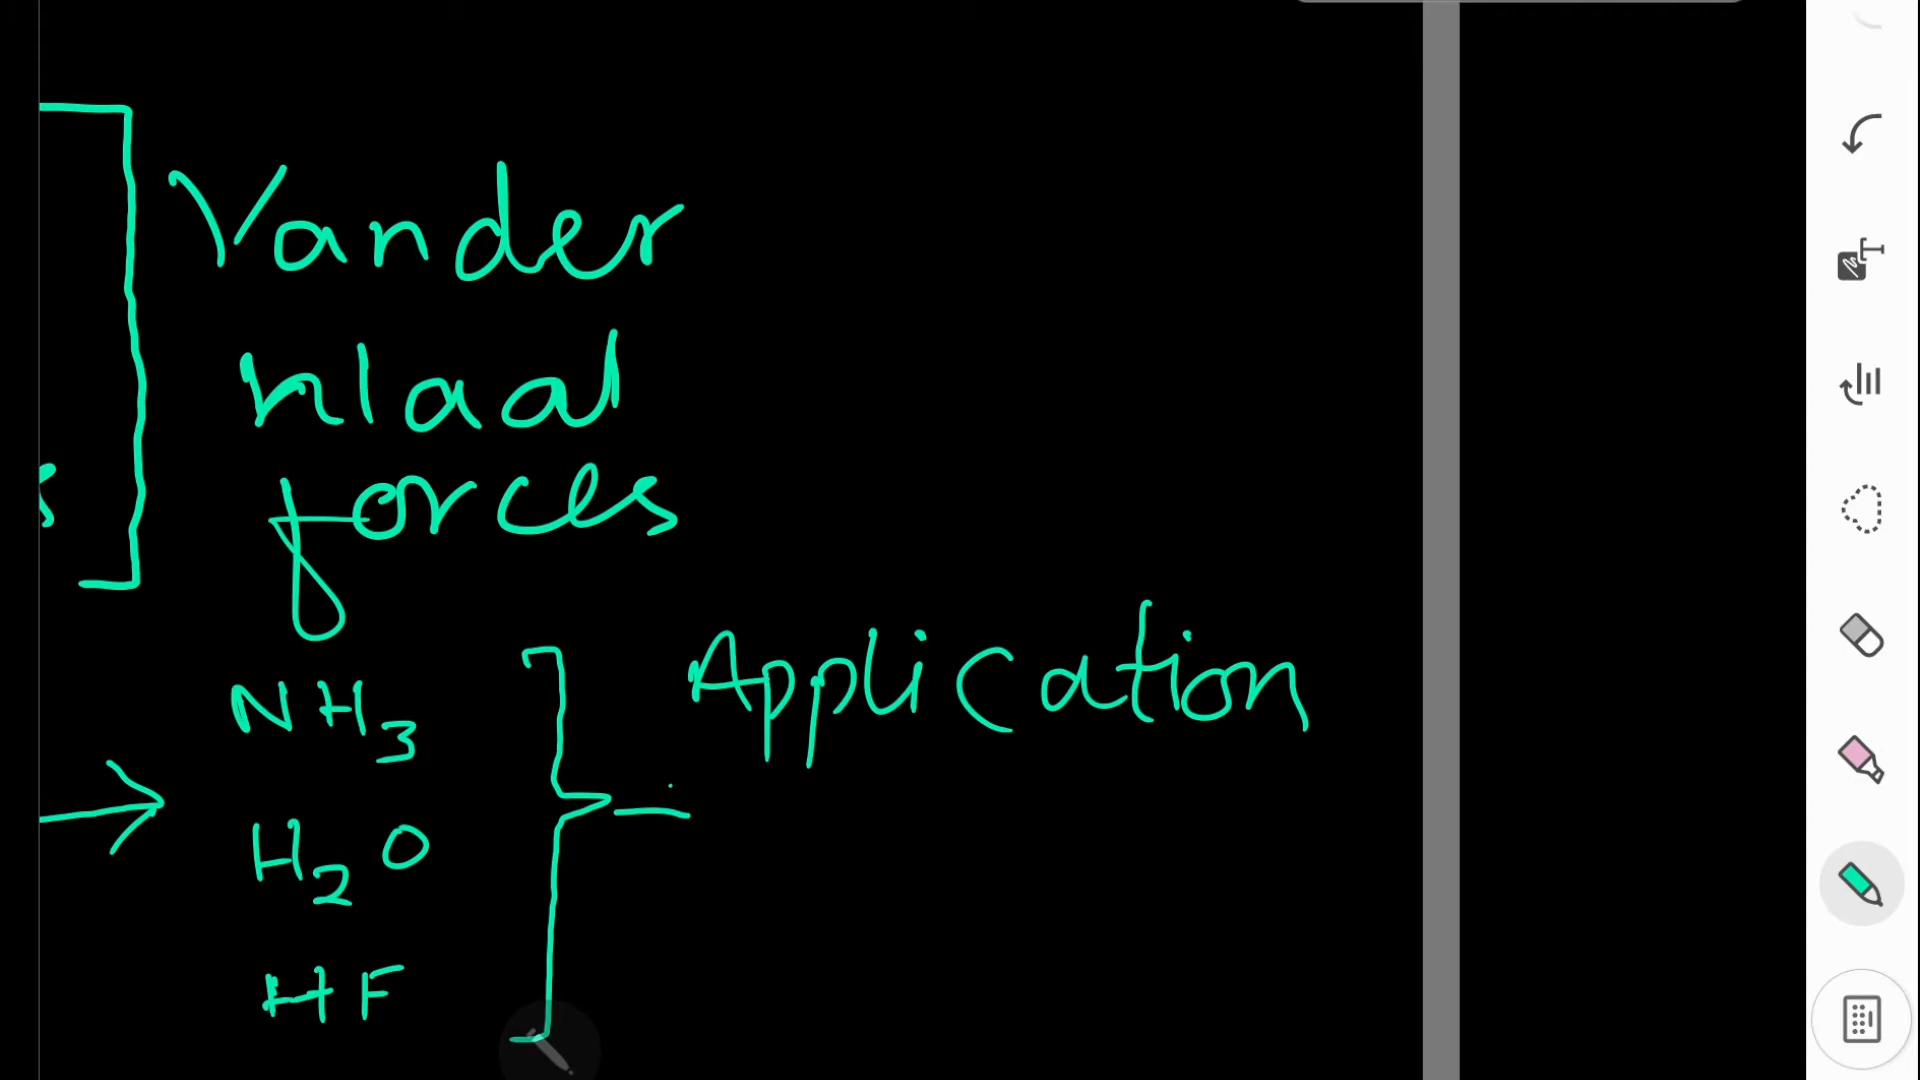 Vander
Waal
forces
Application
NH3
H2O
HF